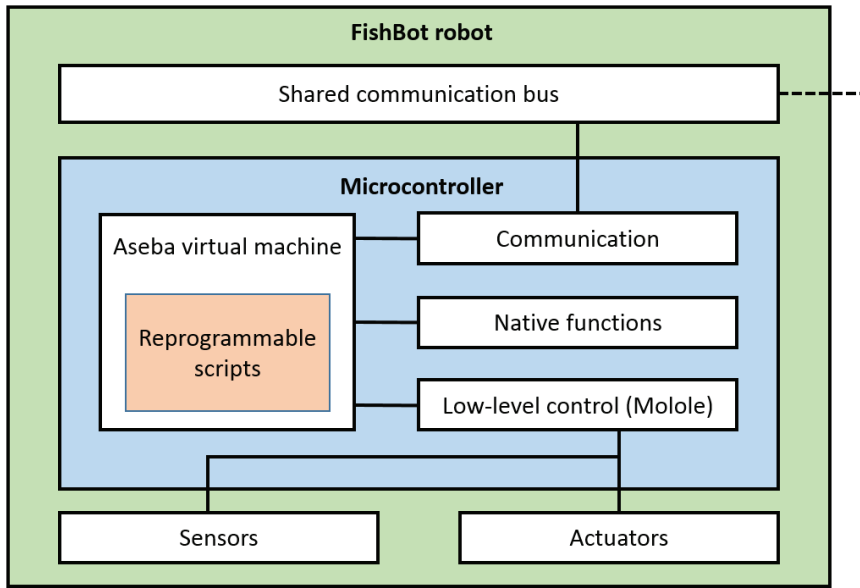 FishBot robot
Shared communication bus
Microcontroller
Aseba virtual machine
Communication
Reprogrammable
scripts
Native functions
Low-level control (Molole)
Sensors
Actuators